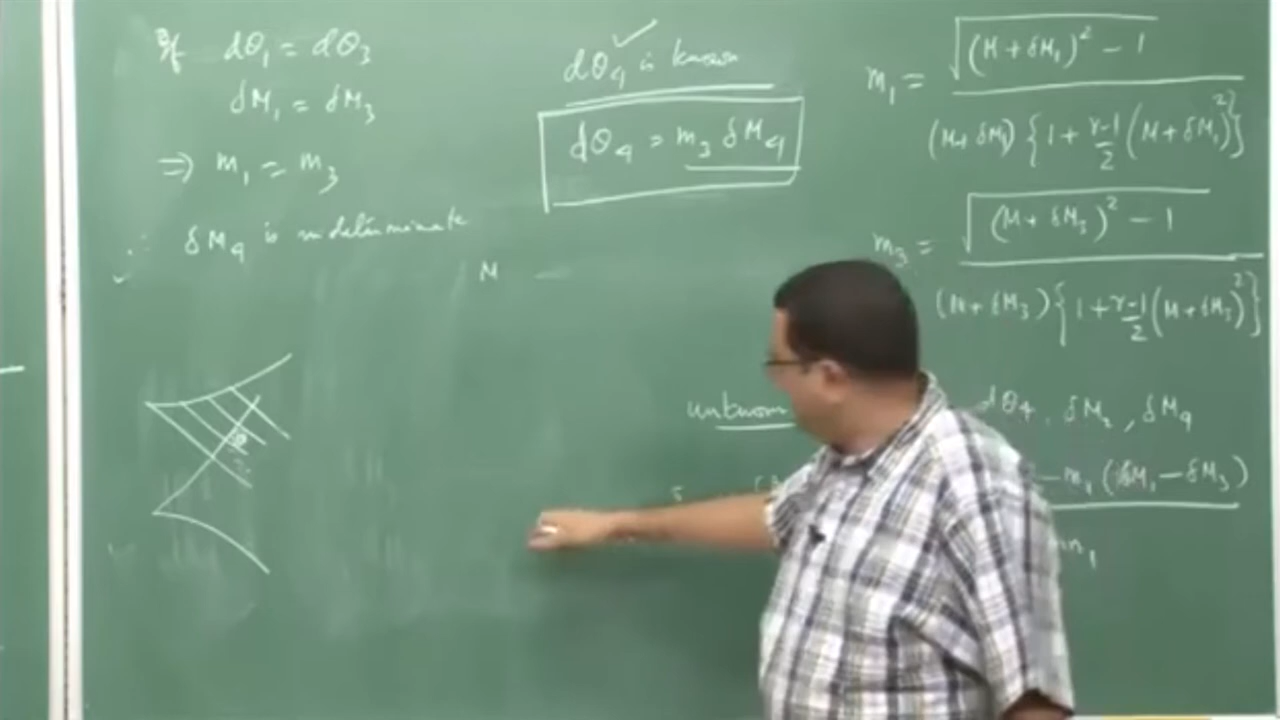 If dθ₁ = dθ₃
δM₁ = δM₃
⇒ m₁ = m₃
∴ δM₄ is indeterminate
dθ₄ is known ✓
dθ₄ = m₃ δM₄
M
m₁ = √((M + δM₁)² − 1) / (M + δM₁) {1 + (γ−1)/2 (M + δM₁)²}
m₃ = √((M + δM₃)² − 1) / (M + δM₃) {1 + (γ−1)/2 (M + δM₃)²}
unknown dθ₄, δM₂, δM₄
− m₁ (δM₁ − δM₃)
m₁